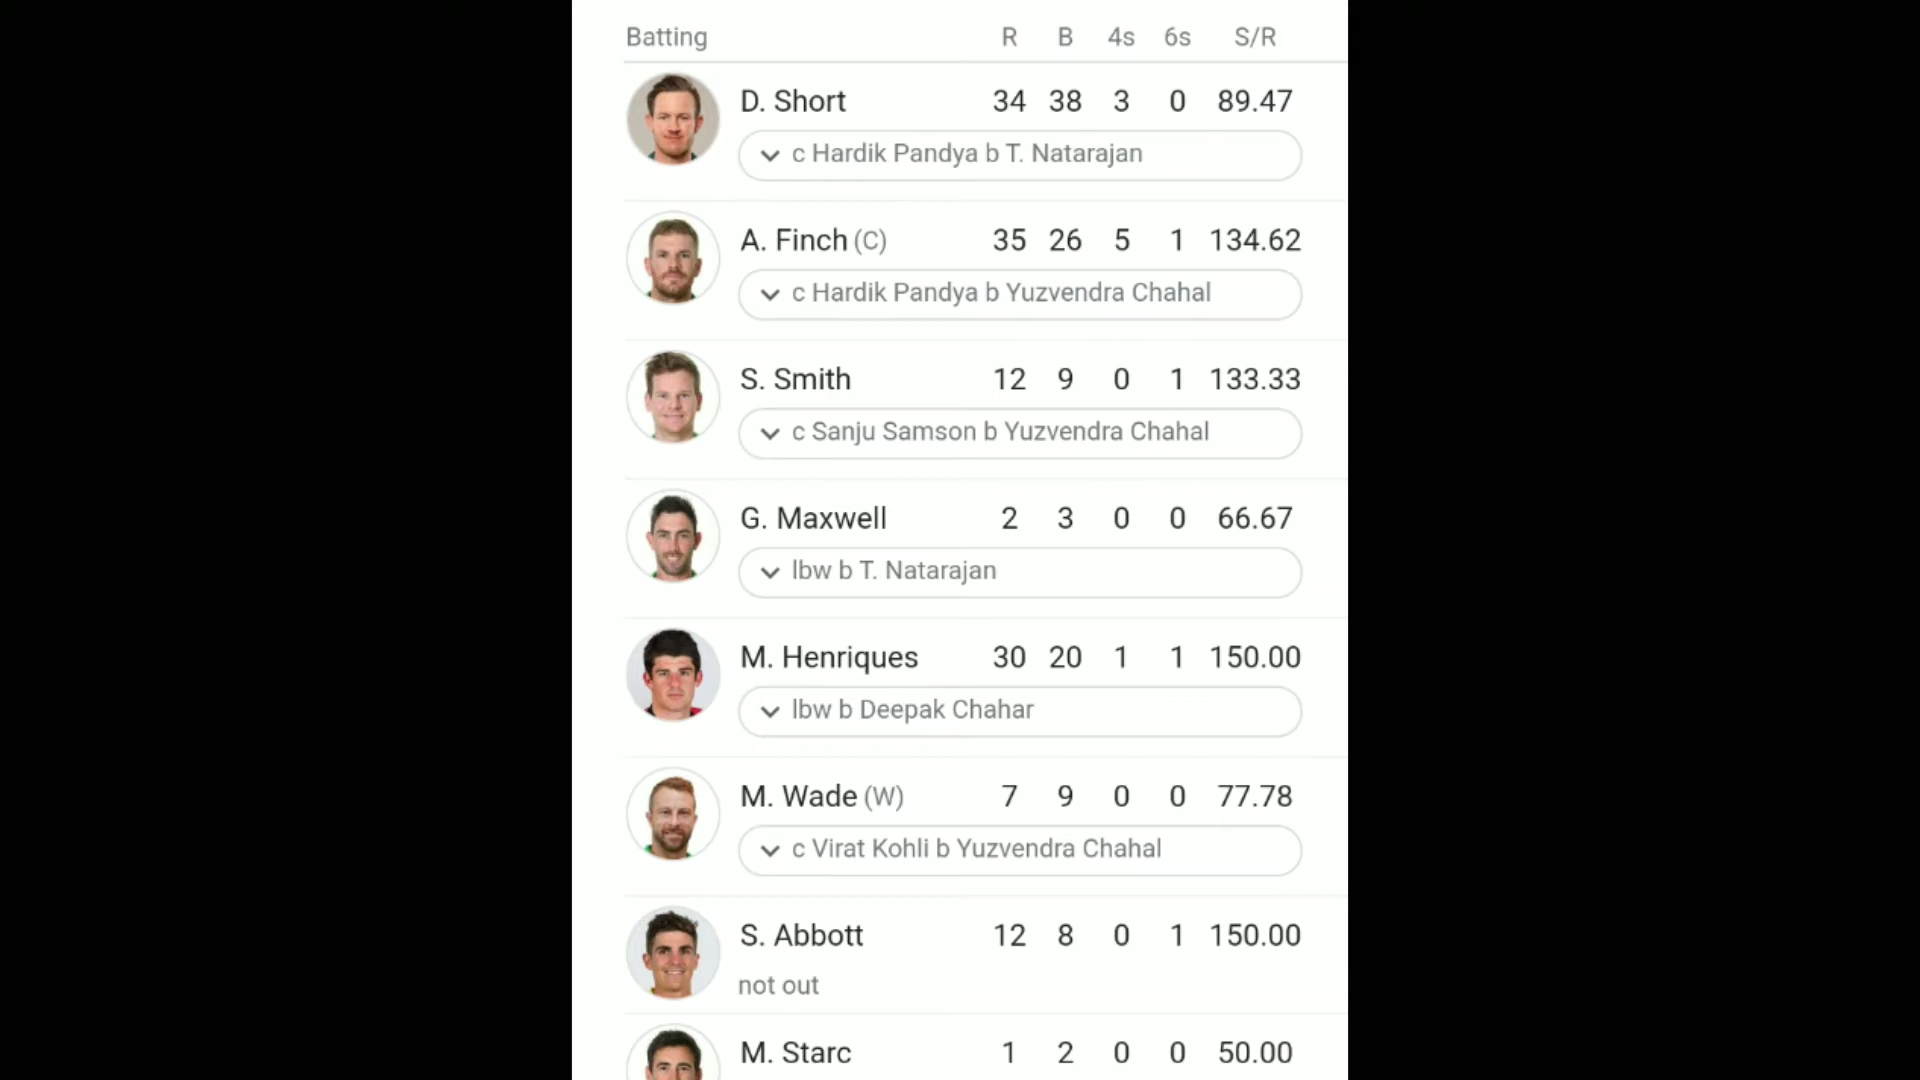 Batting R B 4s 6s S/R
D. Short 34 38 3 0 89.47
c Hardik Pandya b T. Natarajan
A. Finch (C) 35 26 5 1 134.62
c Hardik Pandya b Yuzvendra Chahal
S. Smith 12 9 0 1 133.33
c Sanju Samson b Yuzvendra Chahal
G. Maxwell 2 3 0 0 66.67
lbw b T. Natarajan
M. Henriques 30 20 1 1 150.00
lbw b Deepak Chahar
M. Wade (W) 7 9 0 0 77.78
c Virat Kohli b Yuzvendra Chahal
S. Abbott 12 8 0 1 150.00
not out
M. Starc 1 2 0 0 50.00